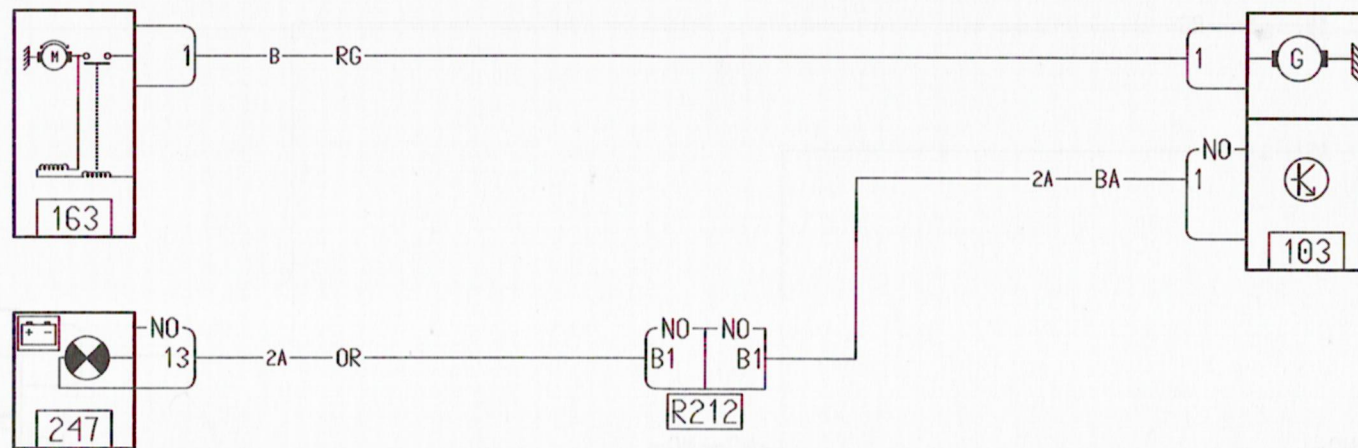 M 1 B RG 1 G
2A BA NO
1
163
103
NO NO NO
13 2A OR B1 B1
R212
247